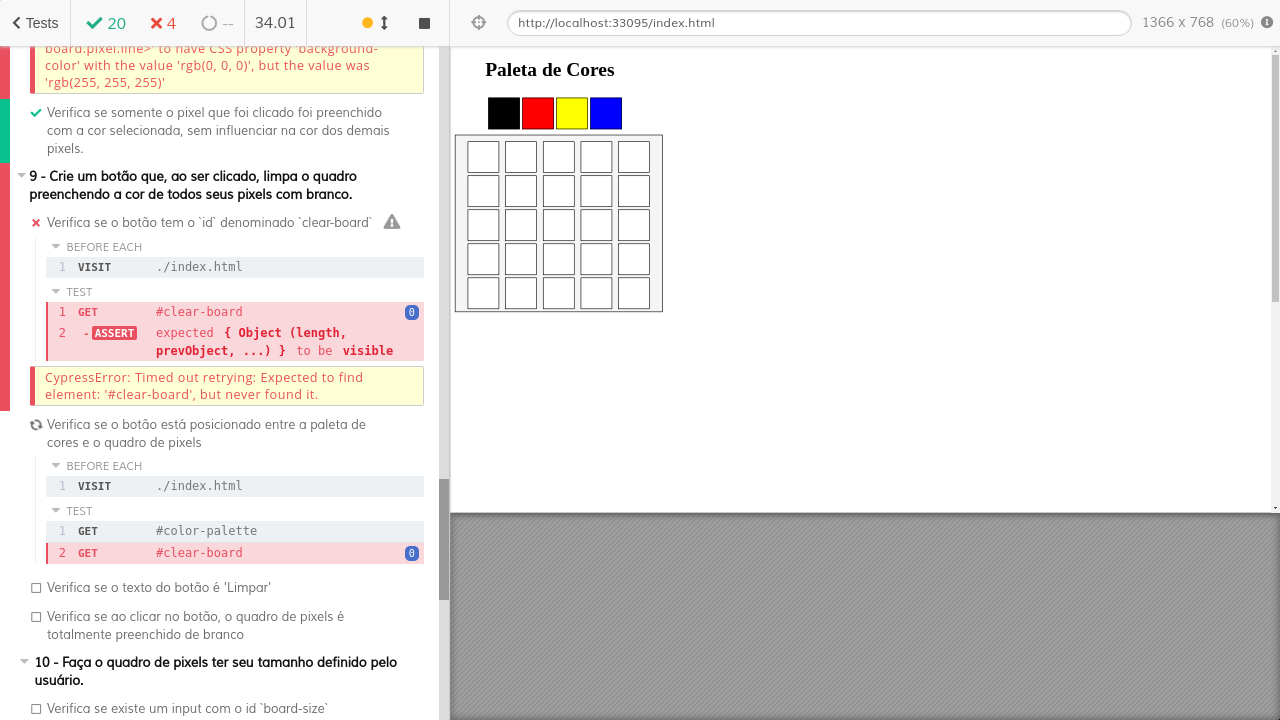 Tests
20
4
--
34.01
http://localhost:33095/index.html
1366 x 768 (60%)
board.pixel.line>` to have CSS property 'background-
color' with the value 'rgb(0, 0, 0)', but the value was
'rgb(255, 255, 255)'
Verifica se somente o pixel que foi clicado foi preenchido
com a cor selecionada, sem influenciar na cor dos demais
pixels.
9 - Crie um botão que, ao ser clicado, limpa o quadro
preenchendo a cor de todos seus pixels com branco.
Verifica se o botão tem o `id` denominado `clear-board`
BEFORE EACH
1 VISIT ./index.html
TEST
1 GET #clear-board 0
2 -ASSERT expected { Object (length,
prevObject, ...) } to be visible
CypressError: Timed out retrying: Expected to find
element: '#clear-board', but never found it.
Verifica se o botão está posicionado entre a paleta de
cores e o quadro de pixels
BEFORE EACH
1 VISIT ./index.html
TEST
1 GET #color-palette
2 GET #clear-board 0
Verifica se o texto do botão é 'Limpar'
Verifica se ao clicar no botão, o quadro de pixels é
totalmente preenchido de branco
10 - Faça o quadro de pixels ter seu tamanho definido pelo
usuário.
Verifica se existe um input com o id `board-size`
Paleta de Cores